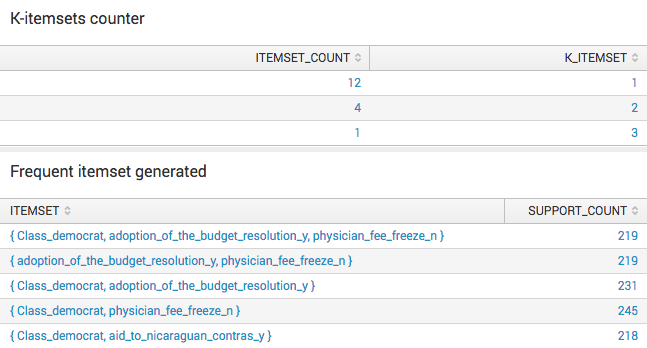 K-itemsets counter
ITEMSET_COUNT K_ITEMSET
12 1
4 2
1 3
Frequent itemset generated
ITEMSET SUPPORT_COUNT
{ Class_democrat, adoption_of_the_budget_resolution_y, physician_fee_freeze_n } 219
{ adoption_of_the_budget_resolution_y, physician_fee_freeze_n } 219
{ Class_democrat, adoption_of_the_budget_resolution_y } 231
{ Class_democrat, physician_fee_freeze_n } 245
{ Class_democrat, aid_to_nicaraguan_contras_y } 218